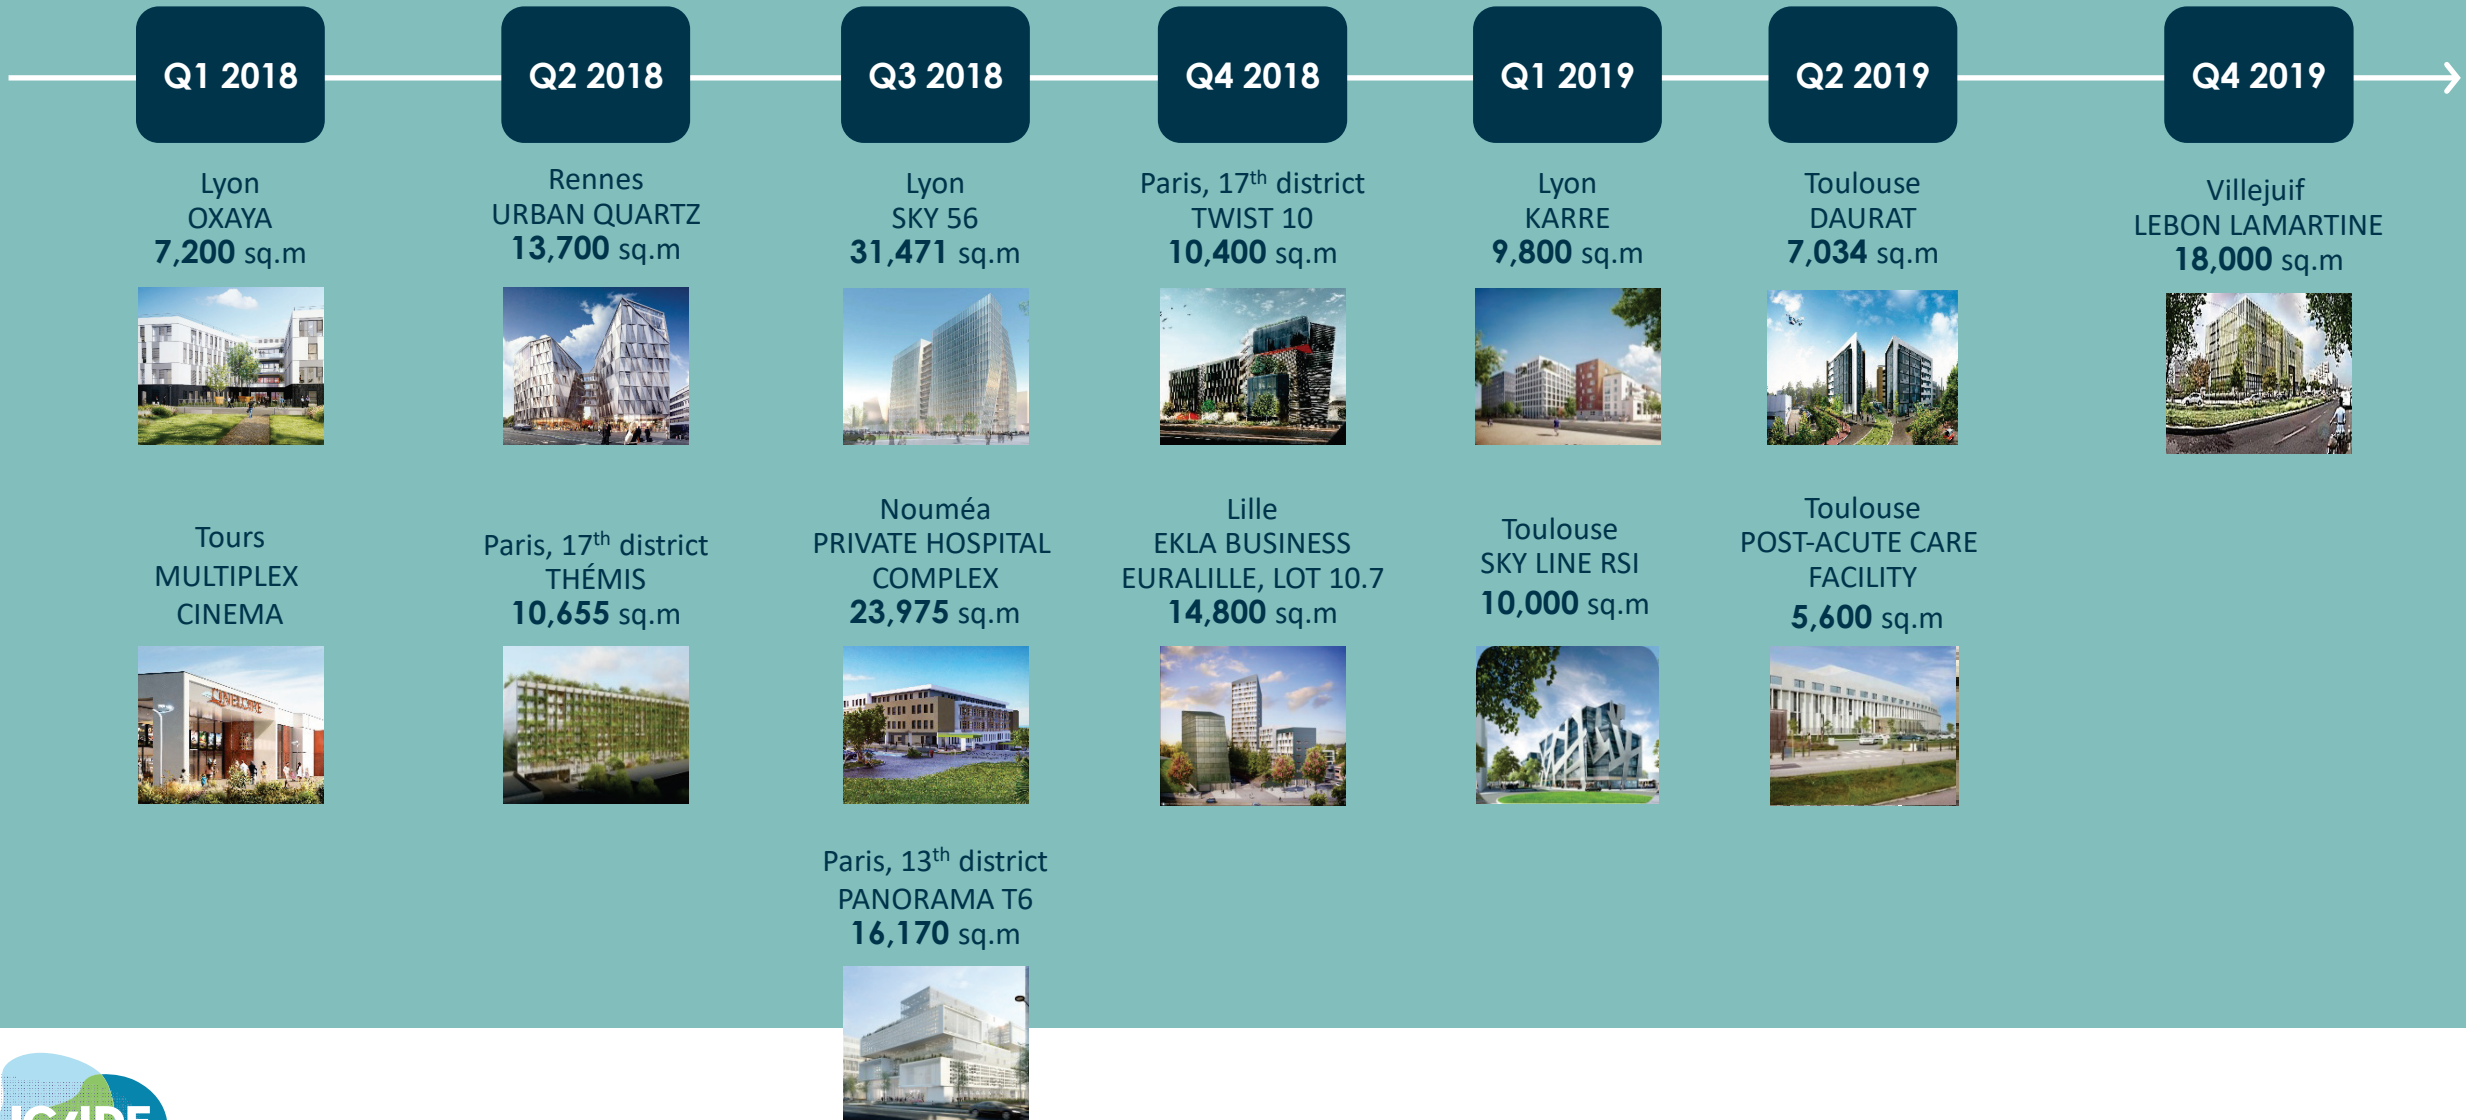 Q1 2018
Q2 2018
Q3 2018
Q4 2018
Q1 2019
Q2 2019
Q4 2019
Lyon
OXAYA
7,200 sq.m
Rennes
URBAN QUARTZ
13,700 sq.m
Lyon
SKY 56
31,471 sq.m
Paris, 17th district
TWIST 10
10,400 sq.m
Lyon
KARRE
9,800 sq.m
Toulouse
DAURAT
7,034 sq.m
Villejuif
LEBON LAMARTINE
18,000 sq.m
Tours
MULTIPLEX
CINEMA
Paris, 17th district
THÉMIS
10,655 sq.m
Nouméa
PRIVATE HOSPITAL
COMPLEX
23,975 sq.m
Lille
EKLA BUSINESS
EURALILLE, LOT 10.7
14,800 sq.m
Toulouse
SKY LINE RSI
10,000 sq.m
Toulouse
POST-ACUTE CARE
FACILITY
5,600 sq.m
Paris, 13th district
PANORAMA T6
16,170 sq.m